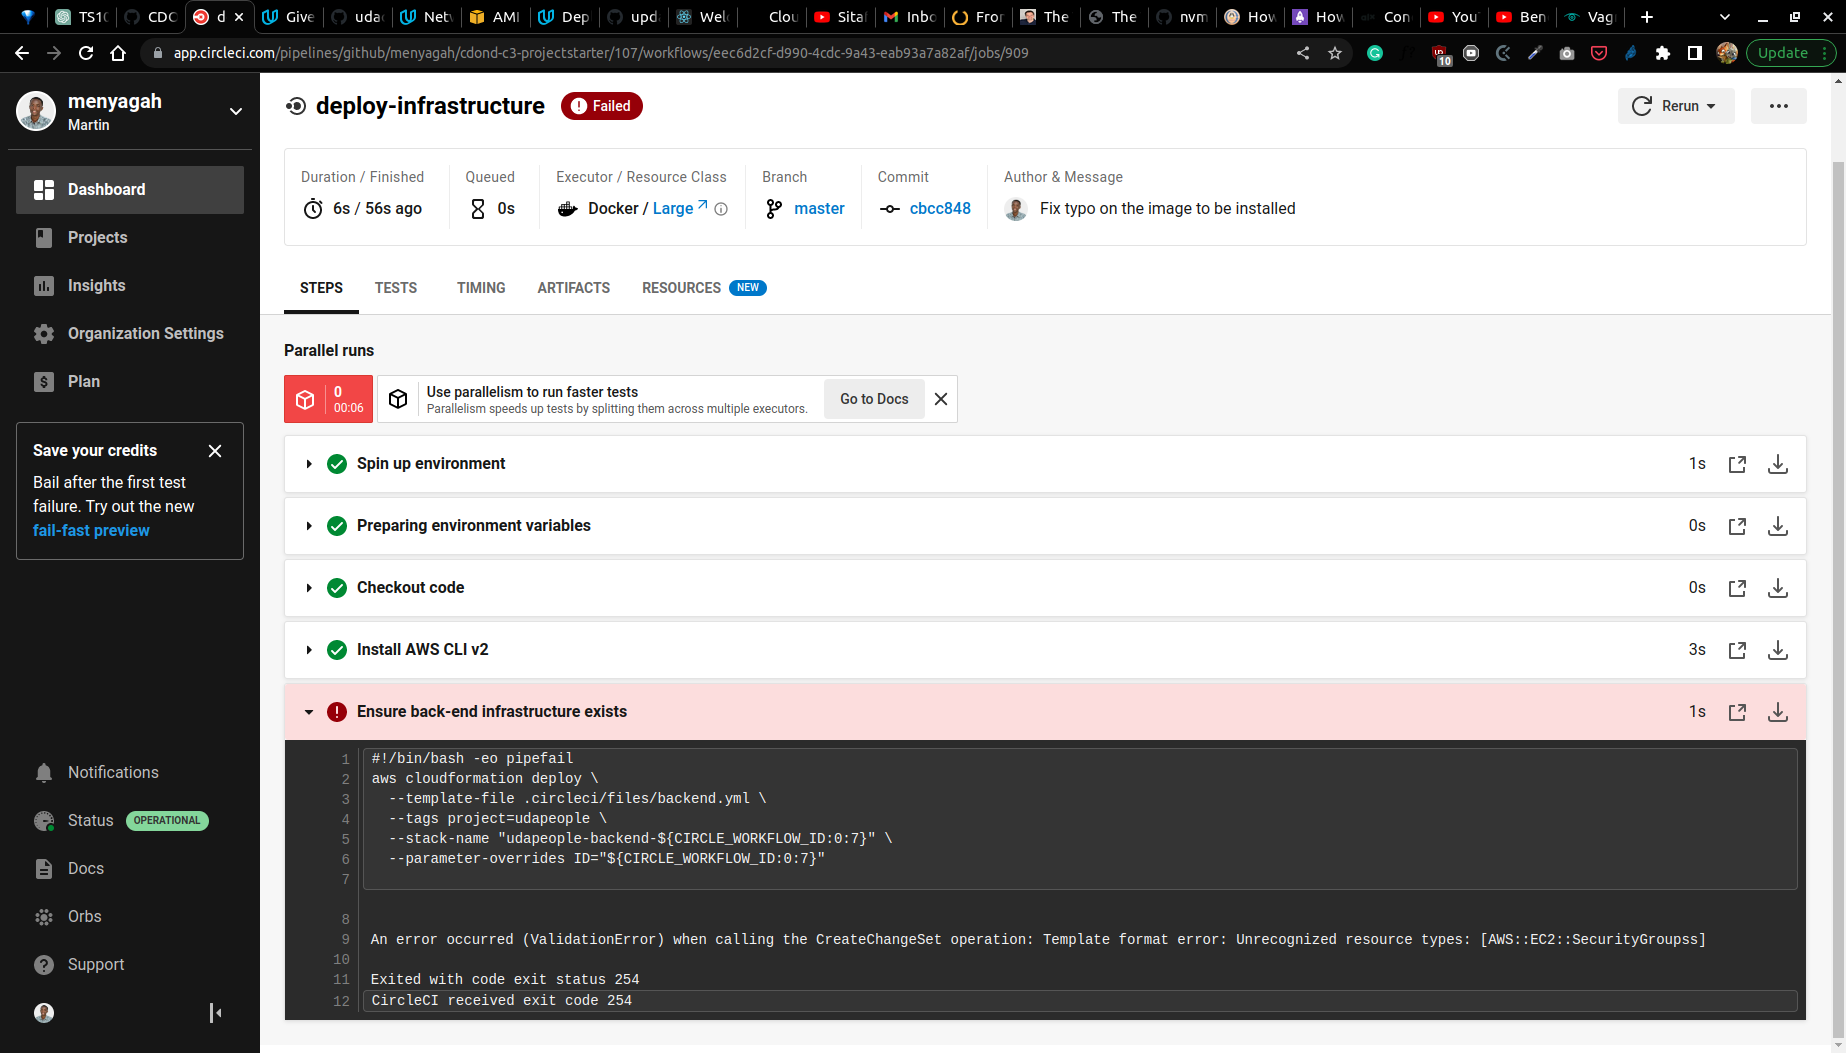 TS10
CDO
d
Give
udac
Netw
AMI
Depl
upda
Welc
Clou
Sitaf
Inbo
Fron
The
The
nvm
How
How
Con
You
Ben
Vag
app.circleci.com/pipelines/github/menyagah/cdond-c3-projectstarter/107/workflows/eec6d2cf-d990-4cdc-9a43-eab93a7a82af/jobs/909
10
Update
menyagah
Martin
Dashboard
Projects
Insights
Organization Settings
Plan
Save your credits
Bail after the first test
failure. Try out the new
fail-fast preview
Notifications
Status OPERATIONAL
Docs
Orbs
Support
deploy-infrastructure Failed
Rerun
Duration / Finished
6s / 56s ago
Queued
0s
Executor / Resource Class
Docker / Large
Branch
master
Commit
cbcc848
Author & Message
Fix typo on the image to be installed
STEPS TESTS TIMING ARTIFACTS RESOURCES NEW
Parallel runs
0
00:06
Use parallelism to run faster tests
Parallelism speeds up tests by splitting them across multiple executors.
Go to Docs
Spin up environment 1s
Preparing environment variables 0s
Checkout code 0s
Install AWS CLI v2 3s
Ensure back-end infrastructure exists 1s
1 #!/bin/bash -eo pipefail
2 aws cloudformation deploy \
3 --template-file .circleci/files/backend.yml \
4 --tags project=udapeople \
5 --stack-name "udapeople-backend-${CIRCLE_WORKFLOW_ID:0:7}" \
6 --parameter-overrides ID="${CIRCLE_WORKFLOW_ID:0:7}"
7
8
9 An error occurred (ValidationError) when calling the CreateChangeSet operation: Template format error: Unrecognized resource types: [AWS::EC2::SecurityGroupss]
10
11 Exited with code exit status 254
12 CircleCI received exit code 254